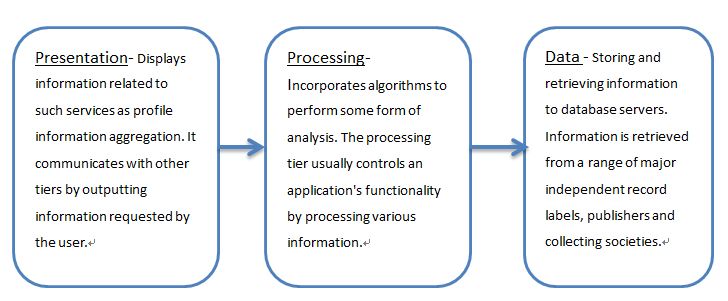 Presentation- Displays
information related to
such services as profile
information aggregation. It
communicates with other
tiers by outputting
information requested by
the user.↵
Processing-
Incorporates algorithms to
perform some form of
analysis. The processing
tier usually controls an
application's functionality
by processing various
information.↵
Data - Storing and
retrieving information
to database servers.
Information is retrieved
from a range of major
independent record
labels, publishers and
collecting societies.↵